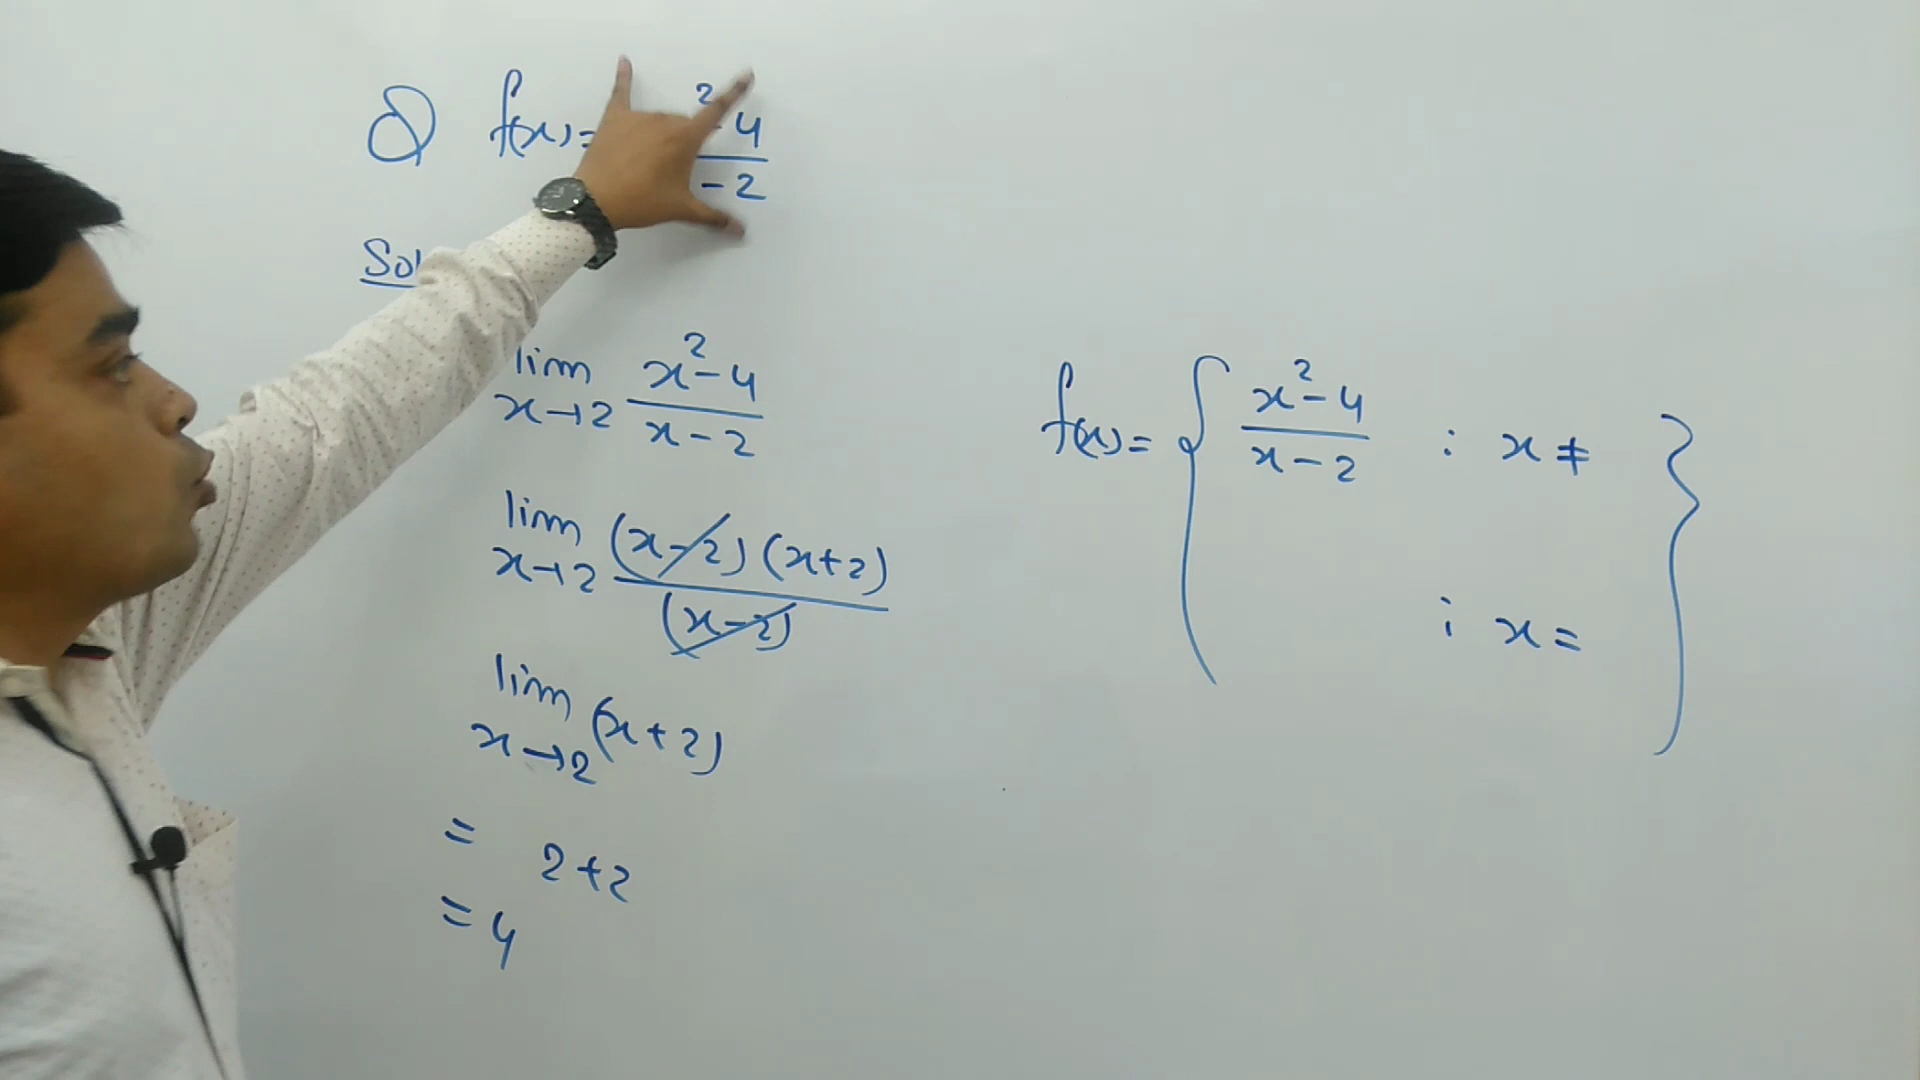 Q f(x)= ²-4
-2
Sol
lim x²-4
x→2 x-2
lim (x-2)(x+2)
x→2 (x-2)
lim (x+2)
x→2
= 2+2
= 4
f(x)= { x²-4 : x≠ }
x-2
: x=